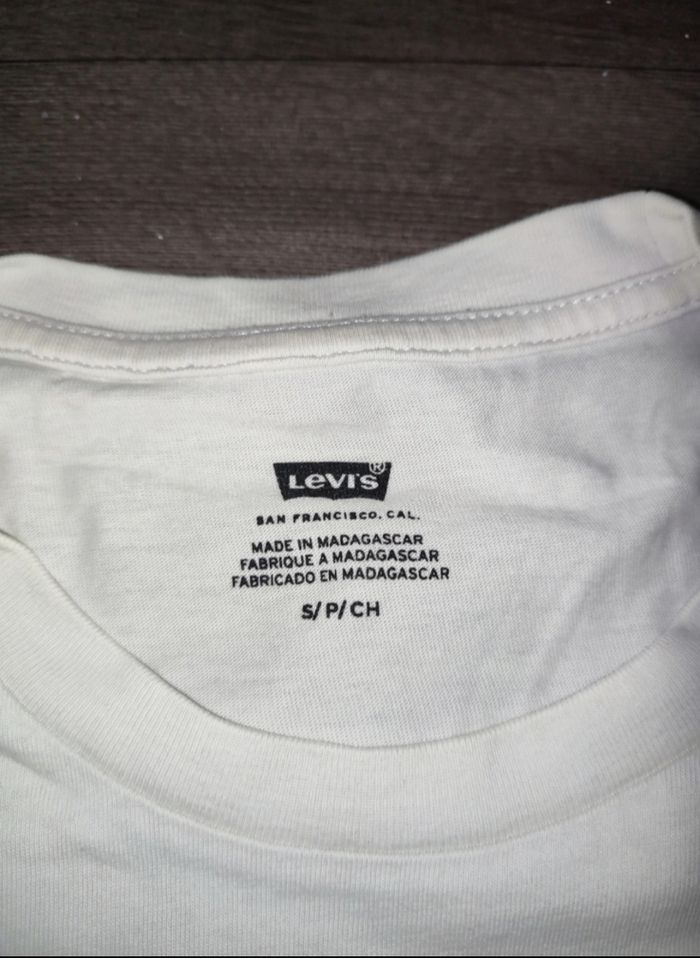 Levi's®
SAN FRANCISCO, CAL.
MADE IN MADAGASCAR
FABRIQUE A MADAGASCAR
FABRICADO EN MADAGASCAR
S/P/CH